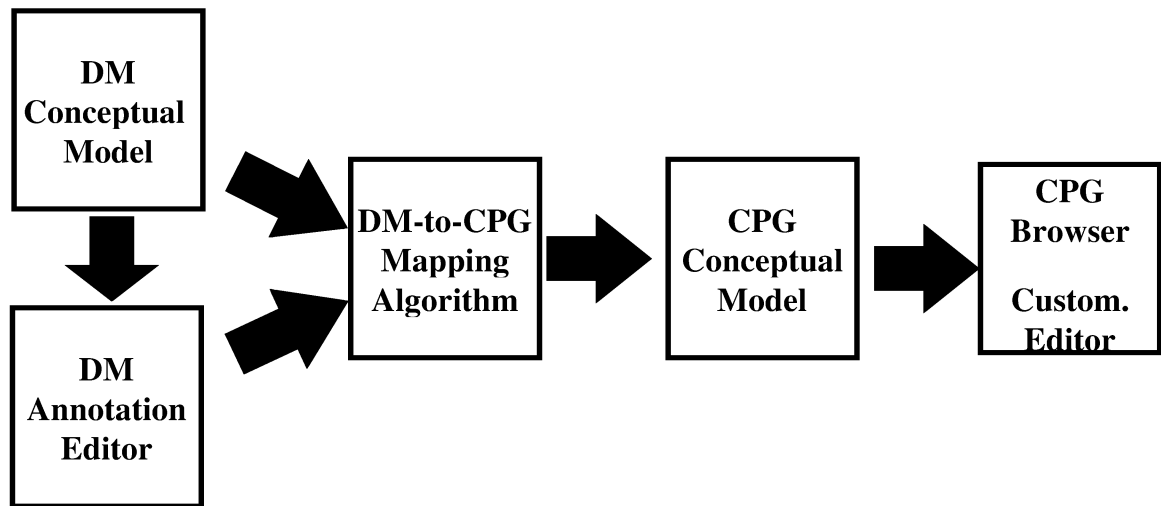 DM
Conceptual
Model
DM
Annotation
Editor
DM-to-CPG
Mapping
Algorithm
CPG
Conceptual
Model
CPG
Browser
Custom.
Editor